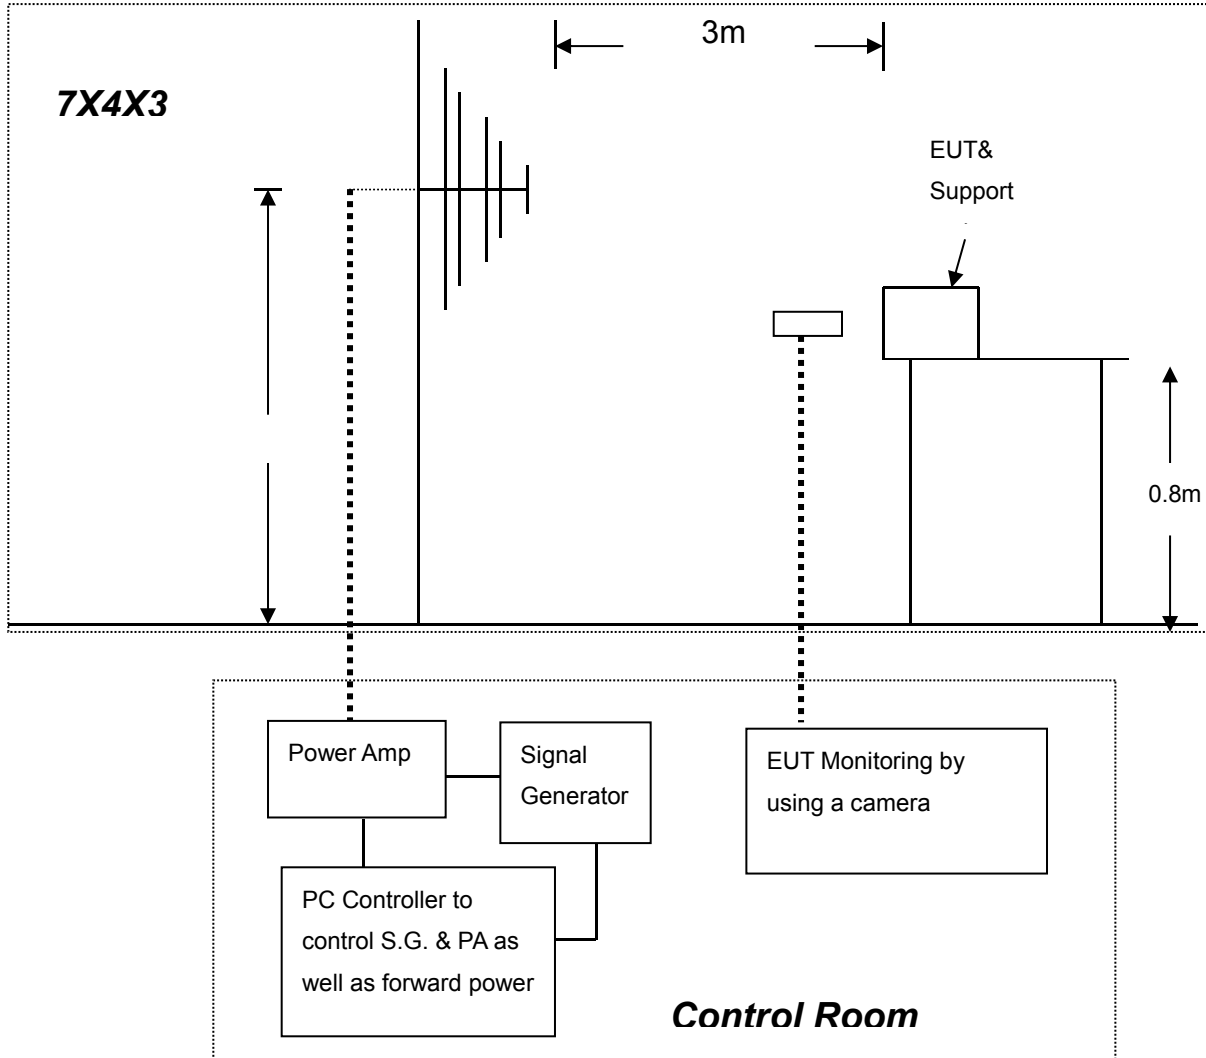 3m
7X4X3
EUT&
Support
0.8m
Power Amp
Signal
Generator
EUT Monitoring by
using a camera
PC Controller to
control S.G. & PA as
well as forward power
Control Room